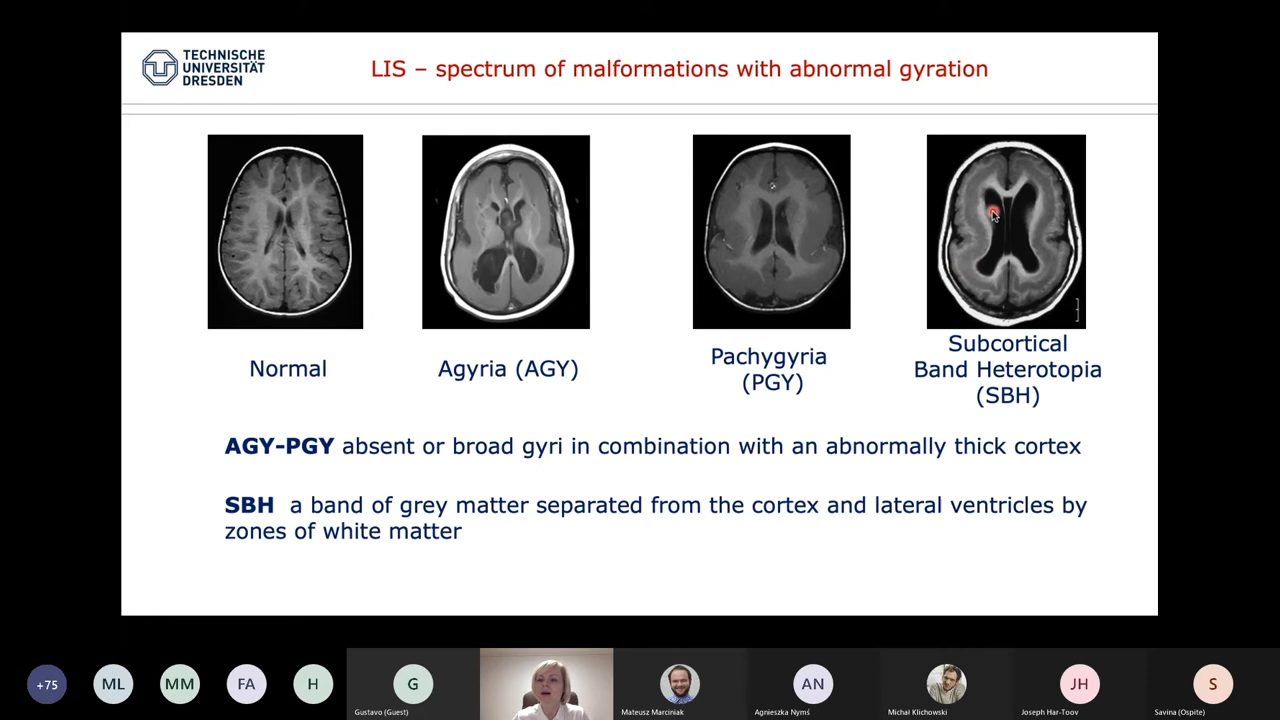 TECHNISCHE
UNIVERSITÄT
DRESDEN
LIS – spectrum of malformations with abnormal gyration
Normal
Agyria (AGY)
Pachygyria
(PGY)
Subcortical
Band Heterotopia
(SBH)
AGY-PGY absent or broad gyri in combination with an abnormally thick cortex
SBH a band of grey matter separated from the cortex and lateral ventricles by
zones of white matter
+75
ML
MM
FA
H
G
Gustavo (Guest)
Mateusz Marciniak
AN
Agnieszka Nymś
Michał Klichowski
JH
Joseph Har-Toov
S
Savina (Ospite)